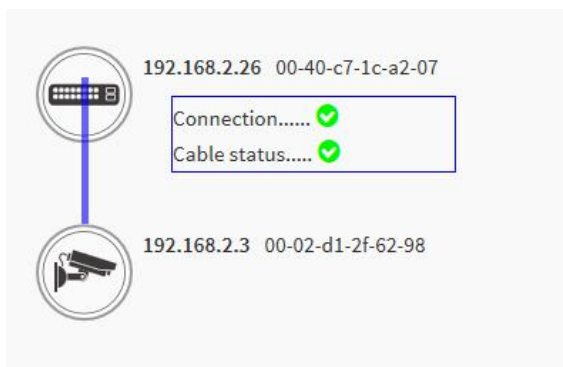 192.168.2.26 00-40-c7-1c-a2-07
Connection......
Cable status.....
192.168.2.3 00-02-d1-2f-62-98